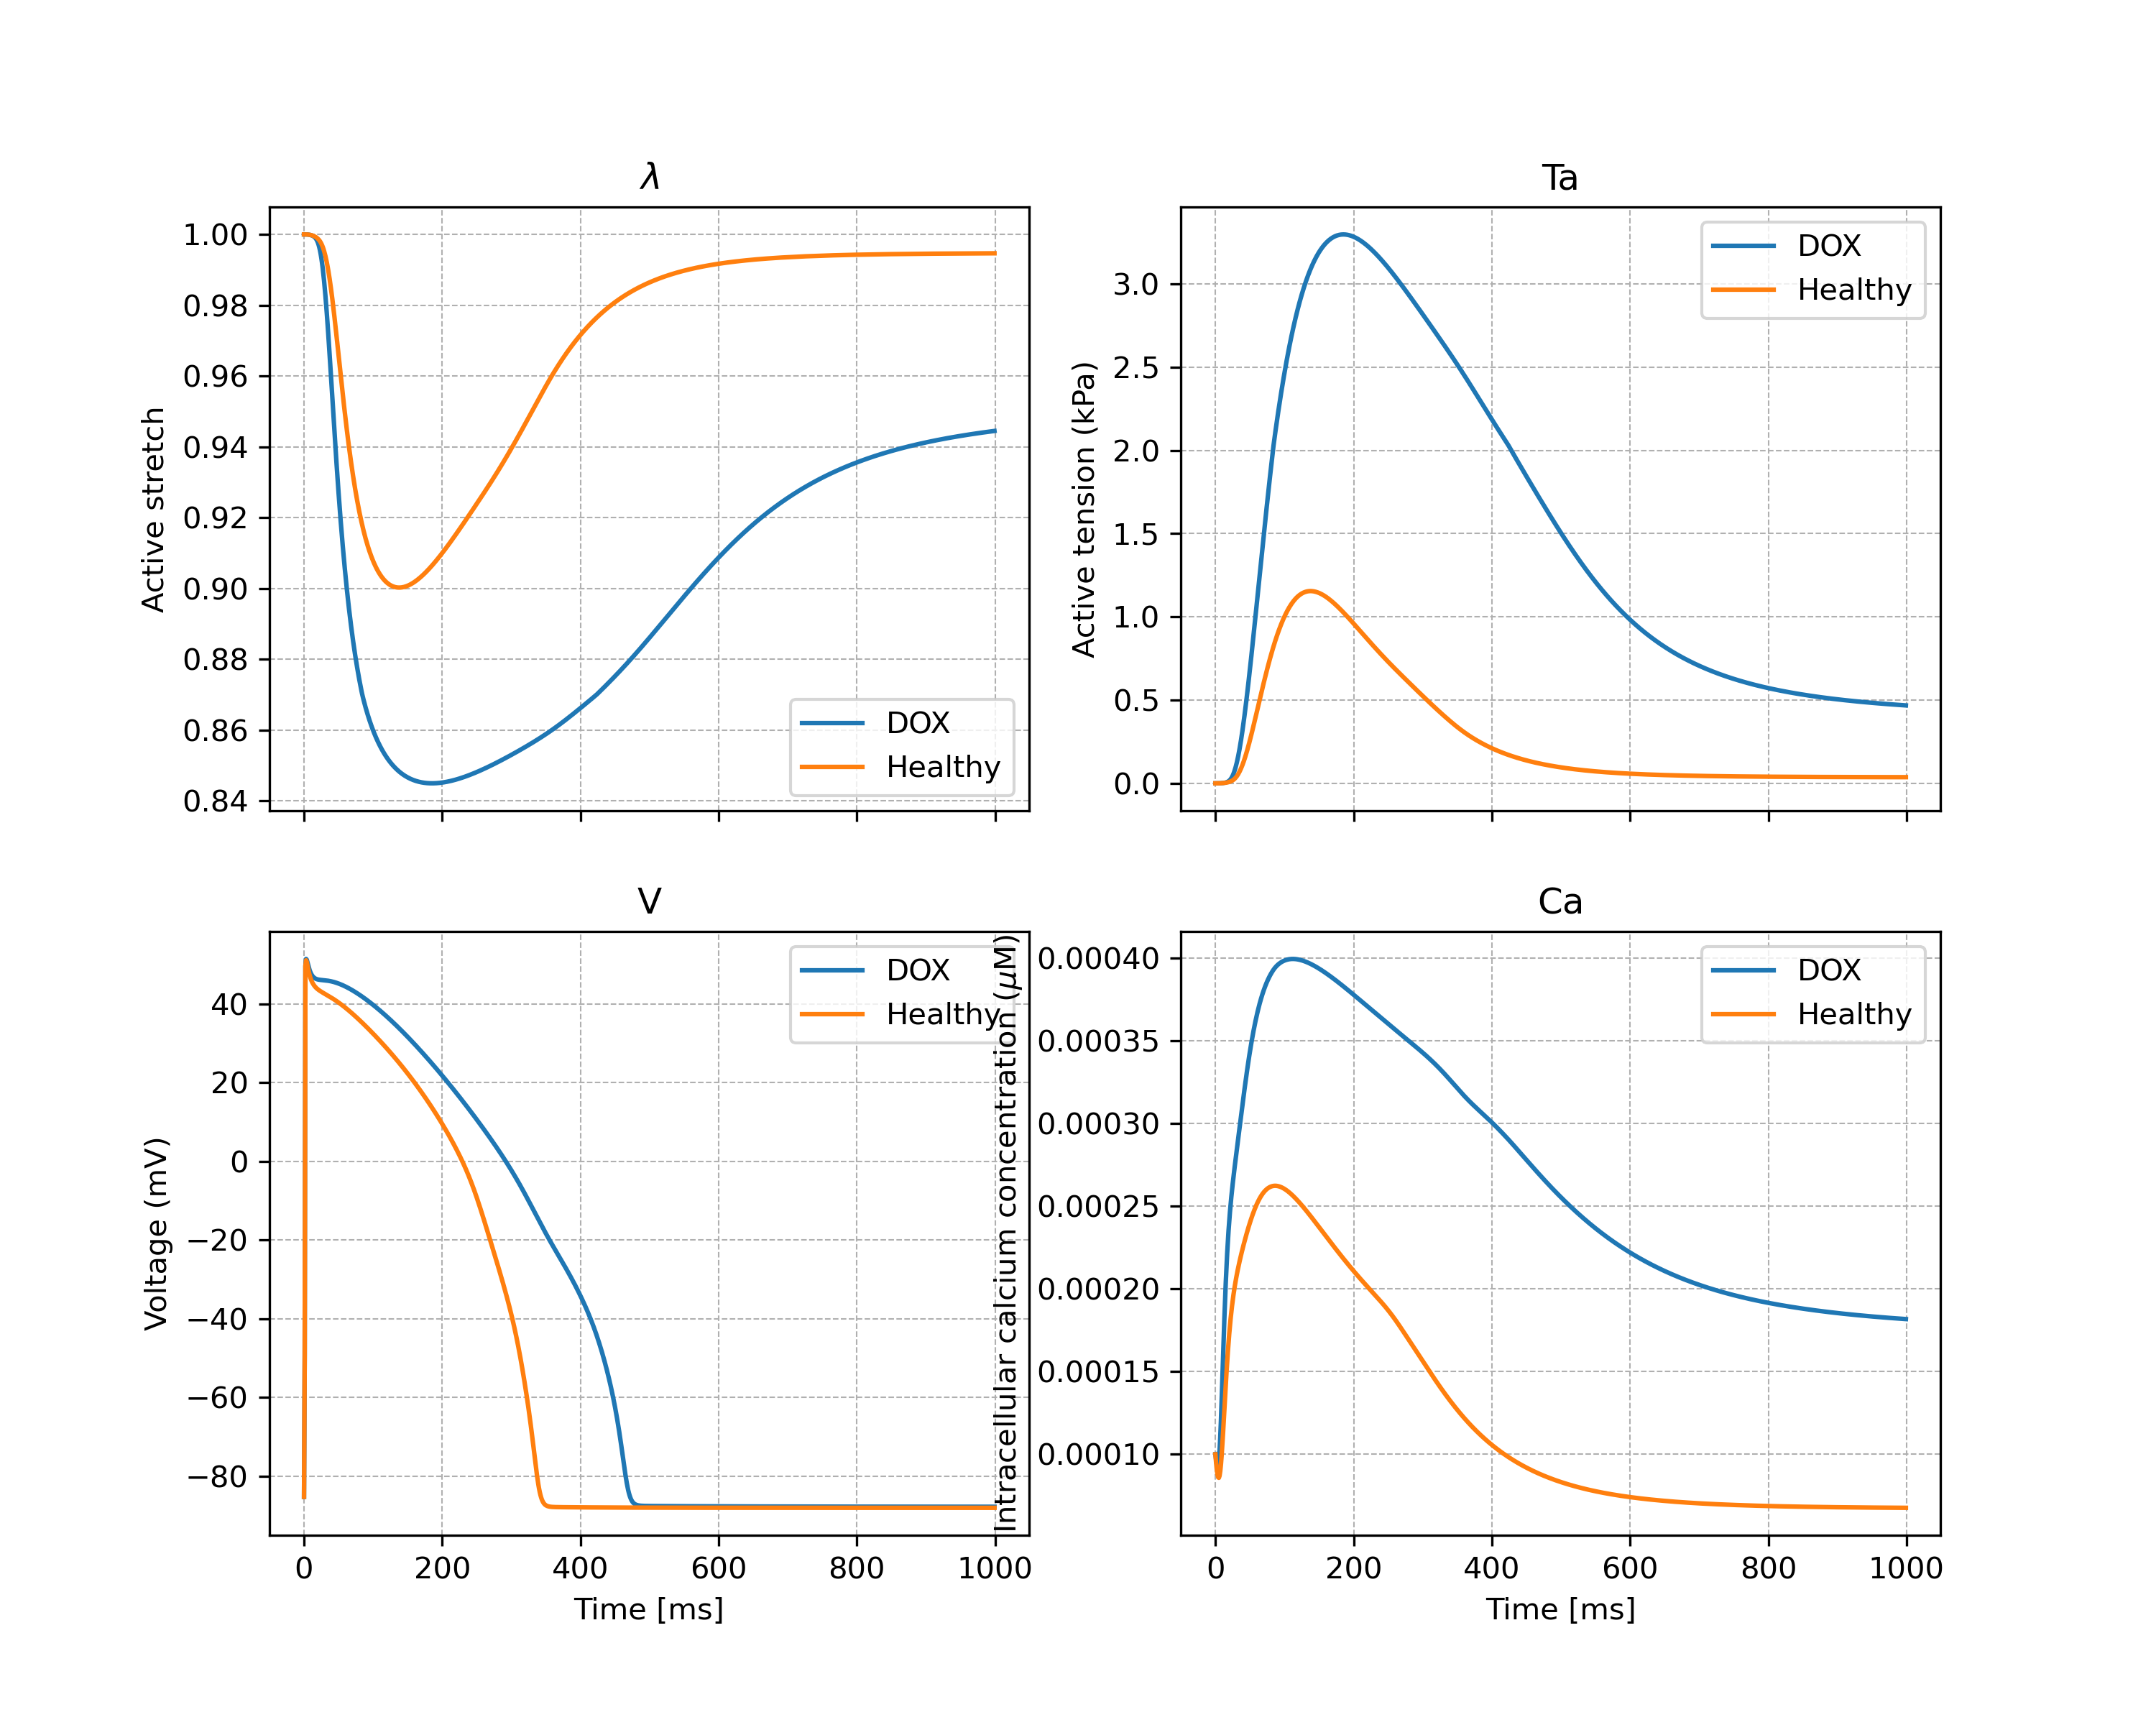 λ
Active stretch
1.00
0.98
0.96
0.94
0.92
0.90
0.88
0.86
0.84
DOX
Healthy
Ta
Active tension (kPa)
3.0
2.5
2.0
1.5
1.0
0.5
0.0
DOX
Healthy
V
Voltage (mV)
40
20
0
−20
−40
−60
−80
DOX
Healthy
0 200 400 600 800 1000
Time [ms]
Ca
Intracellular calcium concentration (μM)
0.00040
0.00035
0.00030
0.00025
0.00020
0.00015
0.00010
DOX
Healthy
0 200 400 600 800 1000
Time [ms]